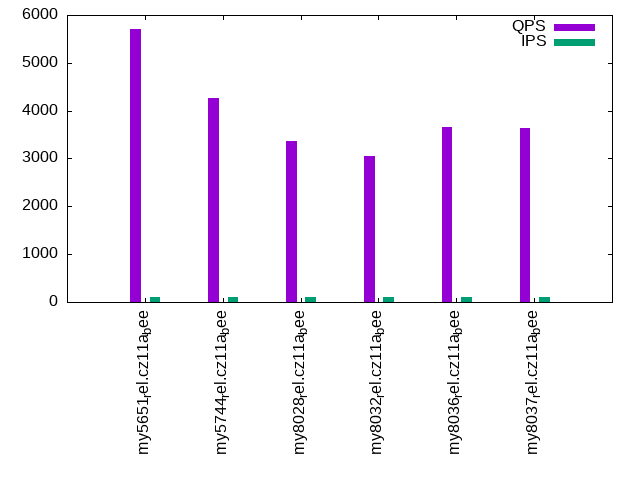 6000
5000
4000
3000
2000
1000
0
QPS
IPS
my5651rel.cz11abee
my5744rel.cz11abee
my8028rel.cz11abee
my8032rel.cz11abee
my8036rel.cz11abee
my8037rel.cz11abee